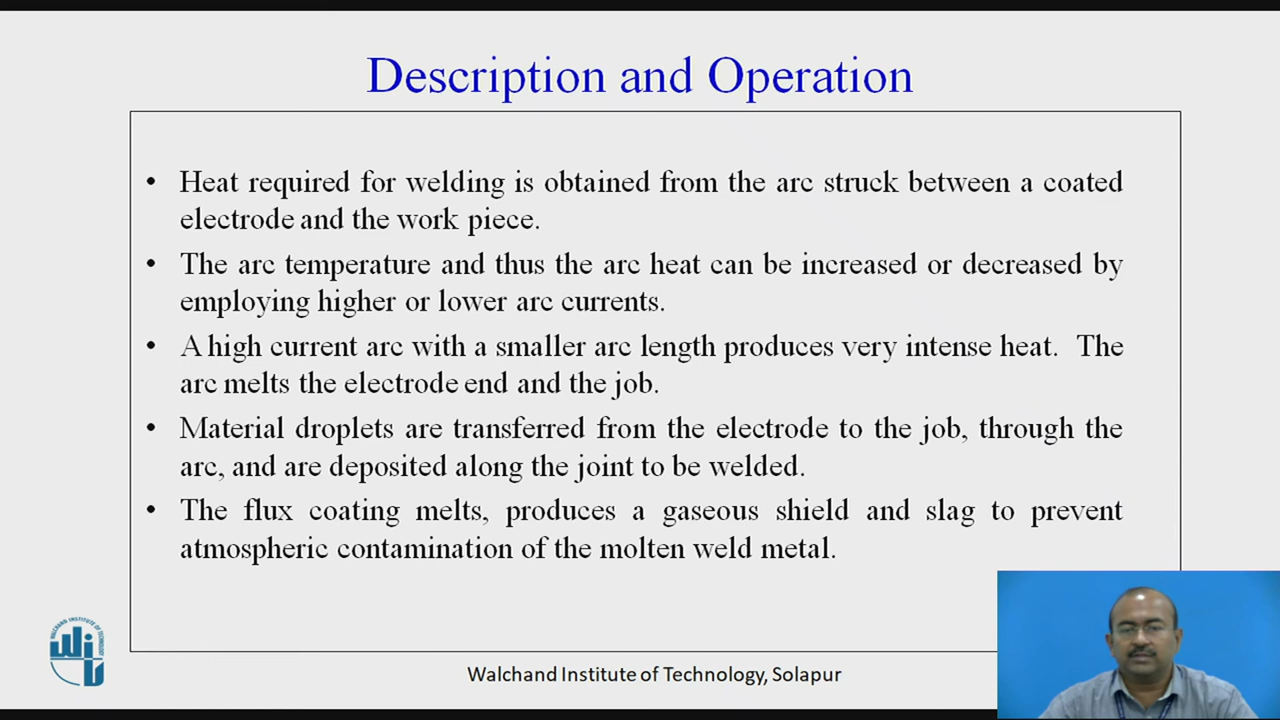 Description and Operation
• Heat required for welding is obtained from the arc struck between a coated
electrode and the work piece.
• The arc temperature and thus the arc heat can be increased or decreased by
employing higher or lower arc currents.
• A high current arc with a smaller arc length produces very intense heat. The
arc melts the electrode end and the job.
• Material droplets are transferred from the electrode to the job, through the
arc, and are deposited along the joint to be welded.
• The flux coating melts, produces a gaseous shield and slag to prevent
atmospheric contamination of the molten weld metal.
WALCHAND INSTITUTE OF TECHNOLOGY
WIT
Walchand Institute of Technology, Solapur